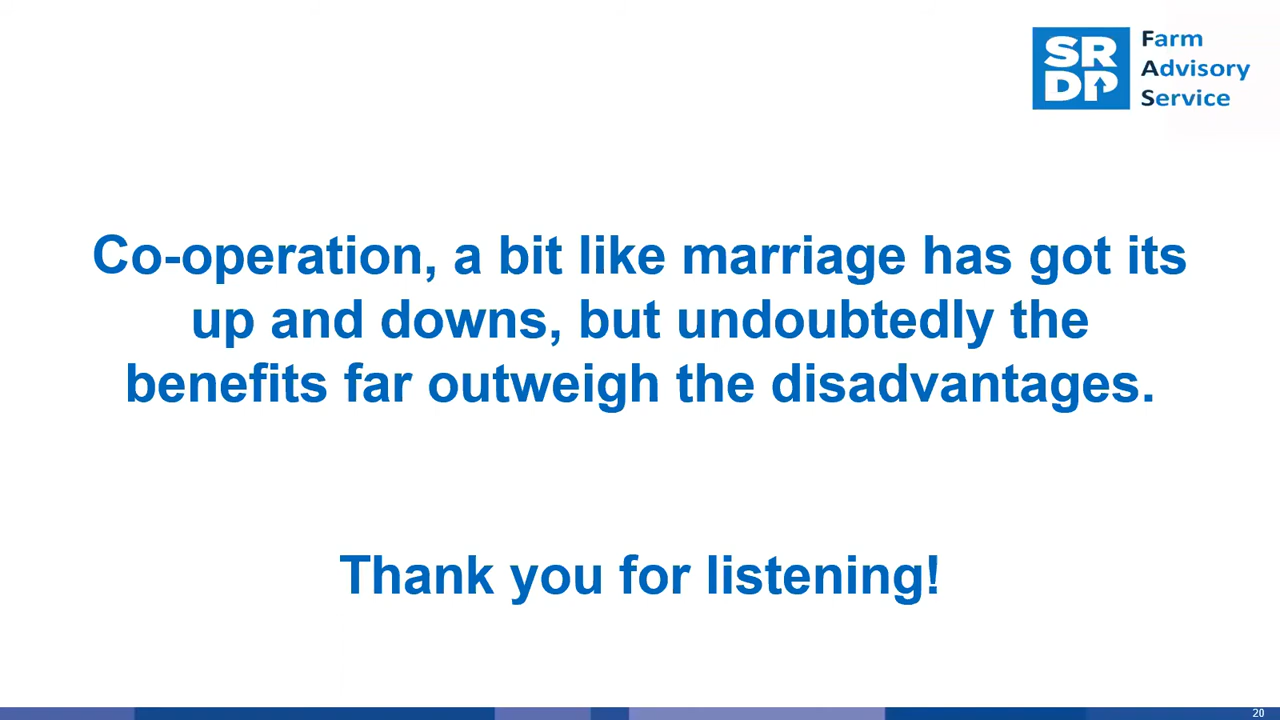 SR
DP
Farm
Advisory
Service
Co-operation, a bit like marriage has got its
up and downs, but undoubtedly the
benefits far outweigh the disadvantages.
Thank you for listening!
20